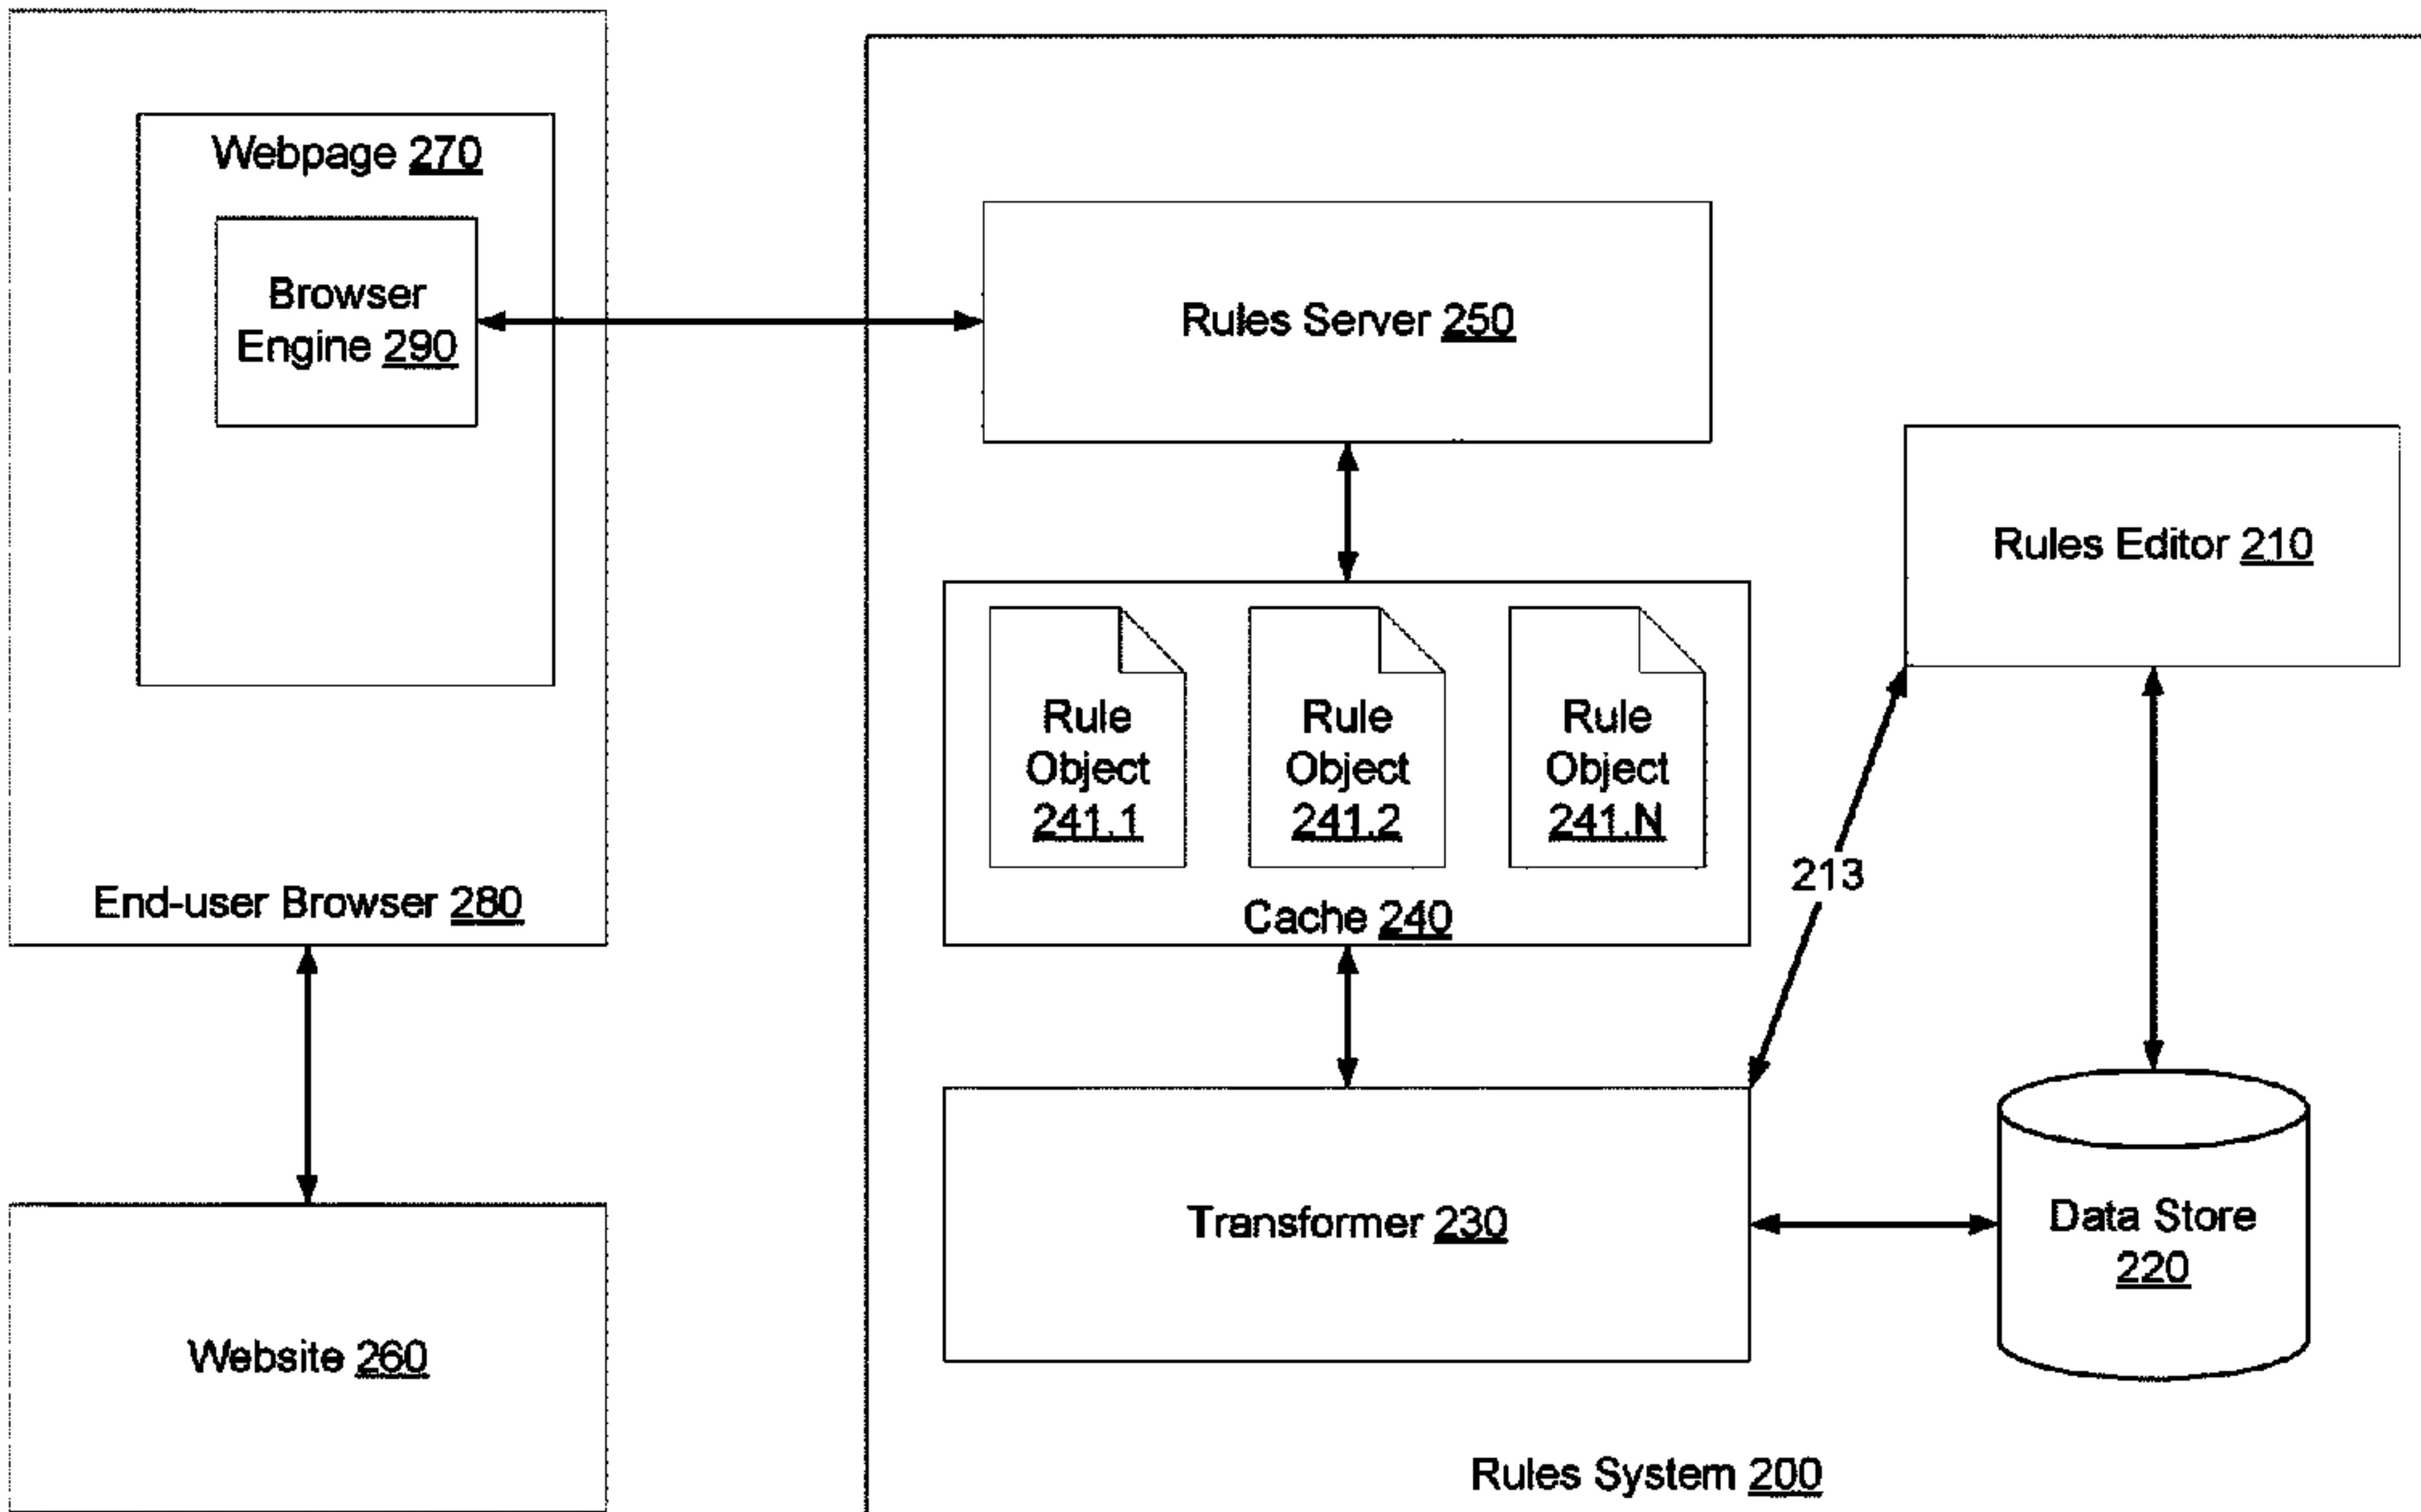 Webpage 270
Browser
Engine 290
End-user Browser 280
Website 260
Rules Server 250
Rule
Object
241.1
Rule
Object
241.2
Rule
Object
241.N
Cache 240
Transformer 230
Rules Editor 210
213
Data Store
220
Rules System 200